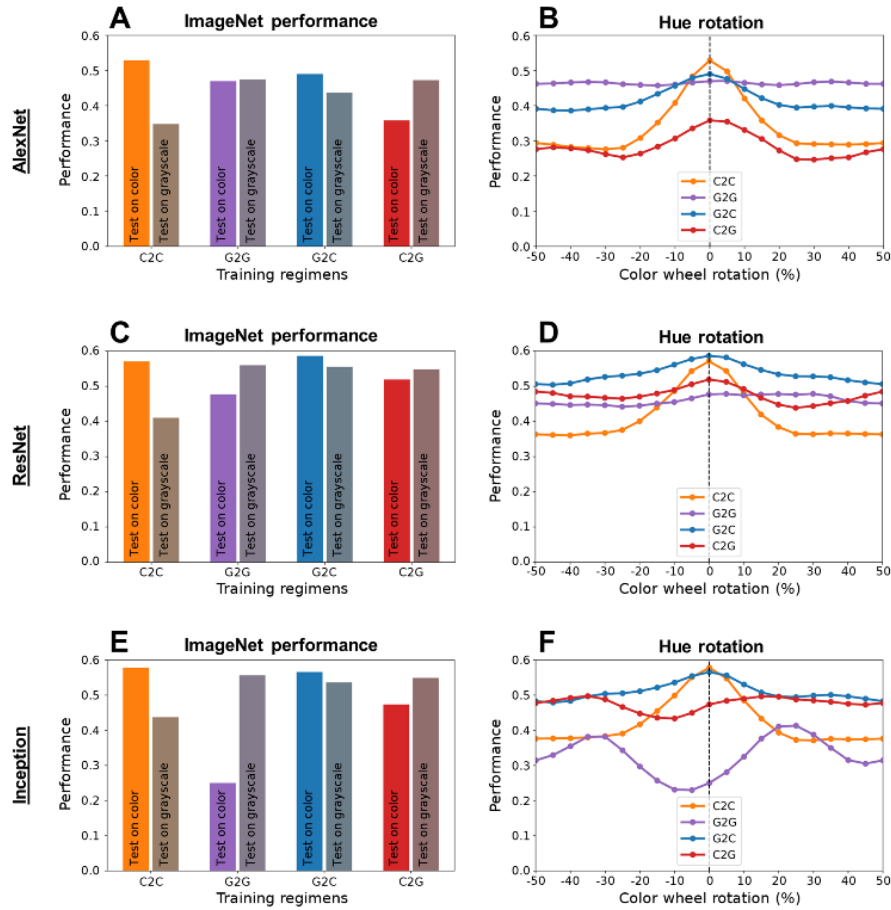 A
ImageNet performance
AlexNet
Performance
0.6
0.5
0.4
0.3
0.2
0.1
0.0
Test on color
Test on grayscale
Test on color
Test on grayscale
Test on color
Test on grayscale
Test on color
Test on grayscale
C2C G2G G2C C2G
Training regimens
B
Hue rotation
Performance
0.6
0.5
0.4
0.3
0.2
0.1
0.0
C2C
G2G
G2C
C2G
-50 -40 -30 -20 -10 0 10 20 30 40 50
Color wheel rotation (%)
C
ImageNet performance
ResNet
Performance
0.6
0.5
0.4
0.3
0.2
0.1
0.0
Test on color
Test on grayscale
Test on color
Test on grayscale
Test on color
Test on grayscale
Test on color
Test on grayscale
C2C G2G G2C C2G
Training regimens
D
Hue rotation
Performance
0.6
0.5
0.4
0.3
0.2
0.1
0.0
C2C
G2G
G2C
C2G
-50 -40 -30 -20 -10 0 10 20 30 40 50
Color wheel rotation (%)
E
ImageNet performance
Inception
Performance
0.6
0.5
0.4
0.3
0.2
0.1
0.0
Test on color
Test on grayscale
Test on color
Test on grayscale
Test on color
Test on grayscale
Test on color
Test on grayscale
C2C G2G G2C C2G
Training regimens
F
Hue rotation
Performance
0.6
0.5
0.4
0.3
0.2
0.1
0.0
C2C
G2G
G2C
C2G
-50 -40 -30 -20 -10 0 10 20 30 40 50
Color wheel rotation (%)